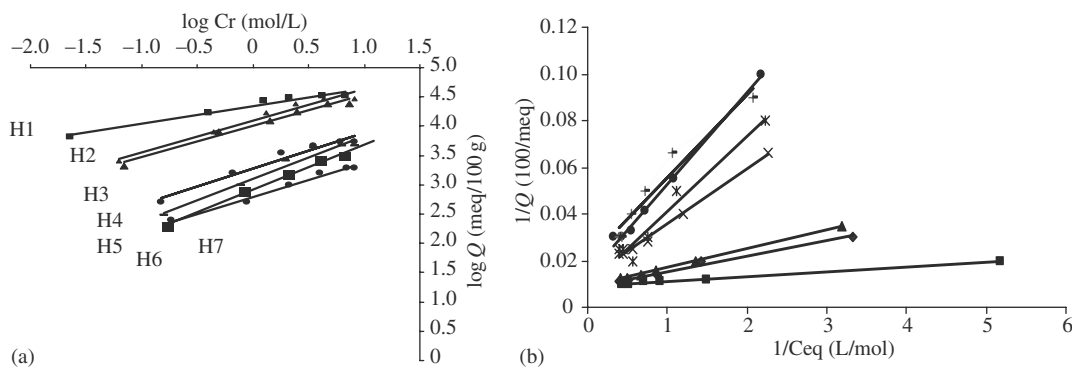 log Cr (mol/L)
−2.0 −1.5 −1.0 −0.5 0 0.5 1.0 1.5
5.0
4.5
4.0
3.5
3.0
2.5
2.0
1.5
1.0
0.5
0
log Q (meq/100 g)
H1
H2
H3
H4
H5
H6
H7
(a)
0.12
0.10
0.08
0.06
0.04
0.02
0
1/Q (100/meq)
0 1 2 3 4 5 6
1/Ceq (L/mol)
(b)